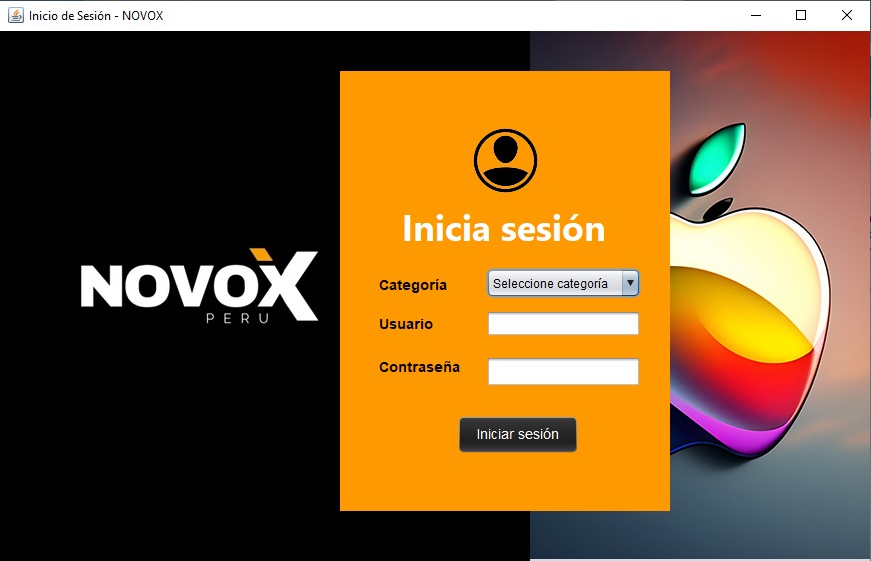 Inicio de Sesión - NOVOX
NOVOX
PERU
Inicia sesión
Categoría
Seleccione categoría
Usuario
Contraseña
Iniciar sesión